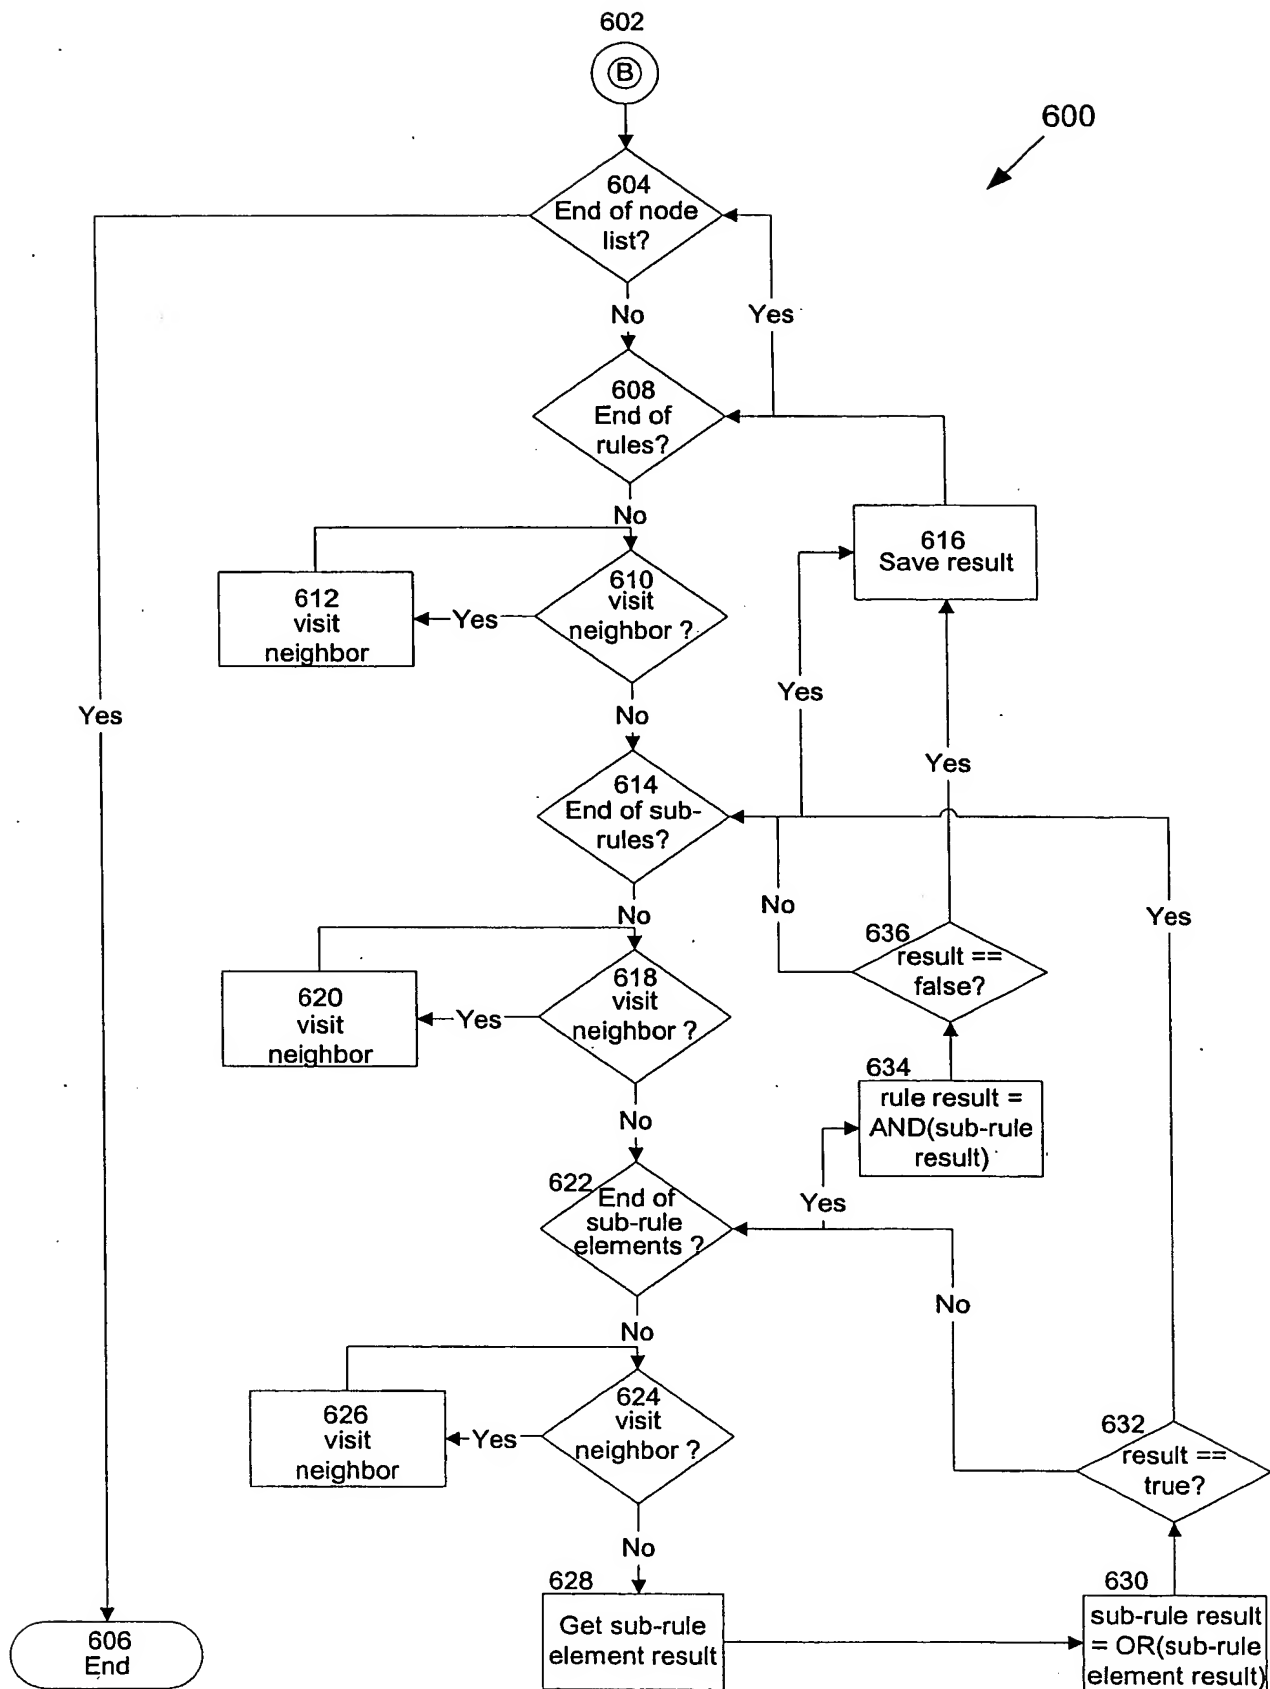 602
B
600
604
End of node
list?
No
Yes
608
End of
rules?
No
616
Save result
610
visit
neighbor ?
Yes
612
visit
neighbor
Yes
No
Yes
Yes
614
End of sub-
rules?
No
No
Yes
636
result ==
false?
618
visit
neighbor ?
Yes
620
visit
neighbor
634
rule result =
AND(sub-rule
result)
No
Yes
622
End of
sub-rule
elements ?
No
No
624
visit
neighbor ?
Yes
626
visit
neighbor
632
result ==
true?
No
628
Get sub-rule
element result
630
sub-rule result
= OR(sub-rule
element result)
606
End